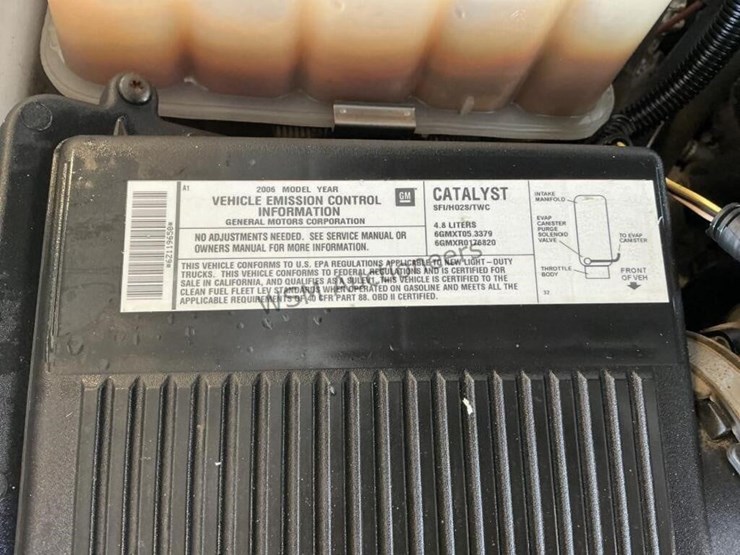 A1
2006 MODEL YEAR
VEHICLE EMISSION CONTROL
INFORMATION
GENERAL MOTORS CORPORATION
GM
NO ADJUSTMENTS NEEDED. SEE SERVICE MANUAL OR
OWNERS MANUAL FOR MORE INFORMATION.
CATALYST
SFI/HO2S/TWC
4.8 LITERS
6GMXT05.3379
6GMXR0176820
THIS VEHICLE CONFORMS TO U.S. EPA REGULATIONS APPLICABLE TO NEW LIGHT-DUTY
TRUCKS. THIS VEHICLE CONFORMS TO FEDERAL REGULATIONS AND IS CERTIFIED FOR
SALE IN CALIFORNIA, AND QUALIFIES AS A SULEV. THIS VEHICLE IS CERTIFIED TO
CLEAN FUEL FLEET LEV STANDARDS WHEN OPERATED ON GASOLINE AND MEETS ALL THE
APPLICABLE REQUIREMENTS OF 40 CFR PART 88. OBD II CERTIFIED.
INTAKE
MANIFOLD
EVAP
CANISTER
PURGE
SOLENOID
VALVE
TO EVAP
CANISTER
THROTTLE
BODY
FRONT
OF VEH